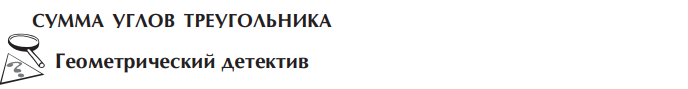 СУММА УГЛОВ ТРЕУГОЛЬНИКА
Геометрический детектив